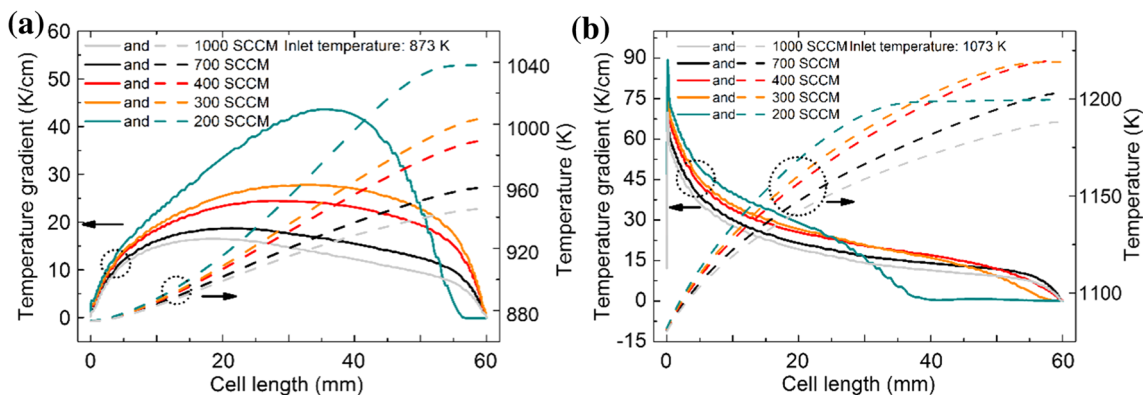 (a)
Temperature gradient (K/cm)
60
50
40
30
20
10
0
and 1000 SCCM Inlet temperature: 873 K
and 700 SCCM
and 400 SCCM
and 300 SCCM
and 200 SCCM
1040
1000
960
920
880
Temperature (K)
0 20 40 60
Cell length (mm)
(b)
Temperature gradient (K/cm)
90
75
60
45
30
15
0
-15
and 1000 SCCM Inlet temperature: 1073 K
and 700 SCCM
and 400 SCCM
and 300 SCCM
and 200 SCCM
1200
1150
1100
Temperature (K)
0 20 40 60
Cell length (mm)